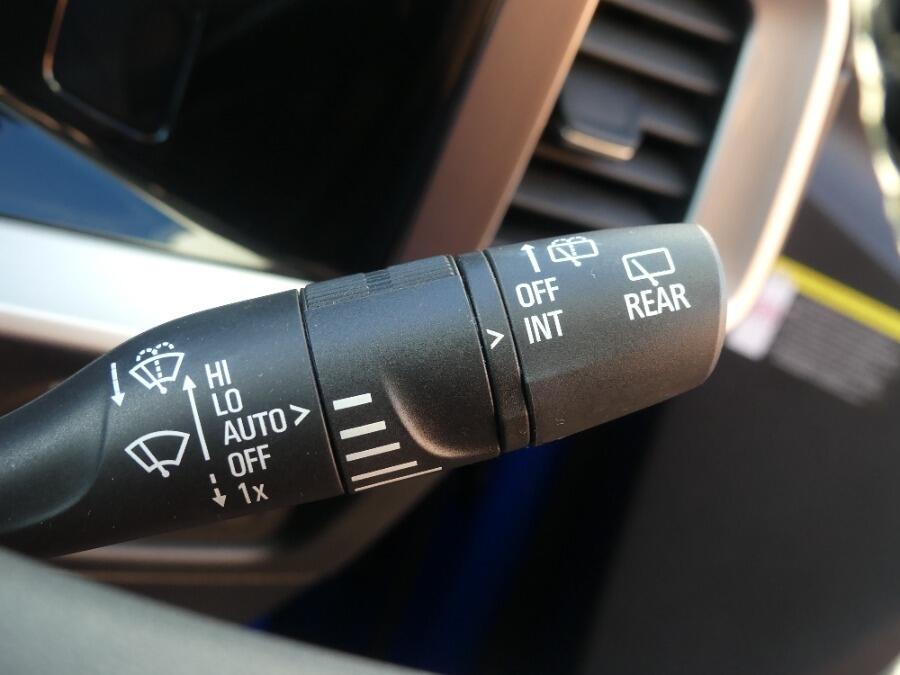 HI
LO
AUTO >
OFF
1x
OFF
> INT
REAR